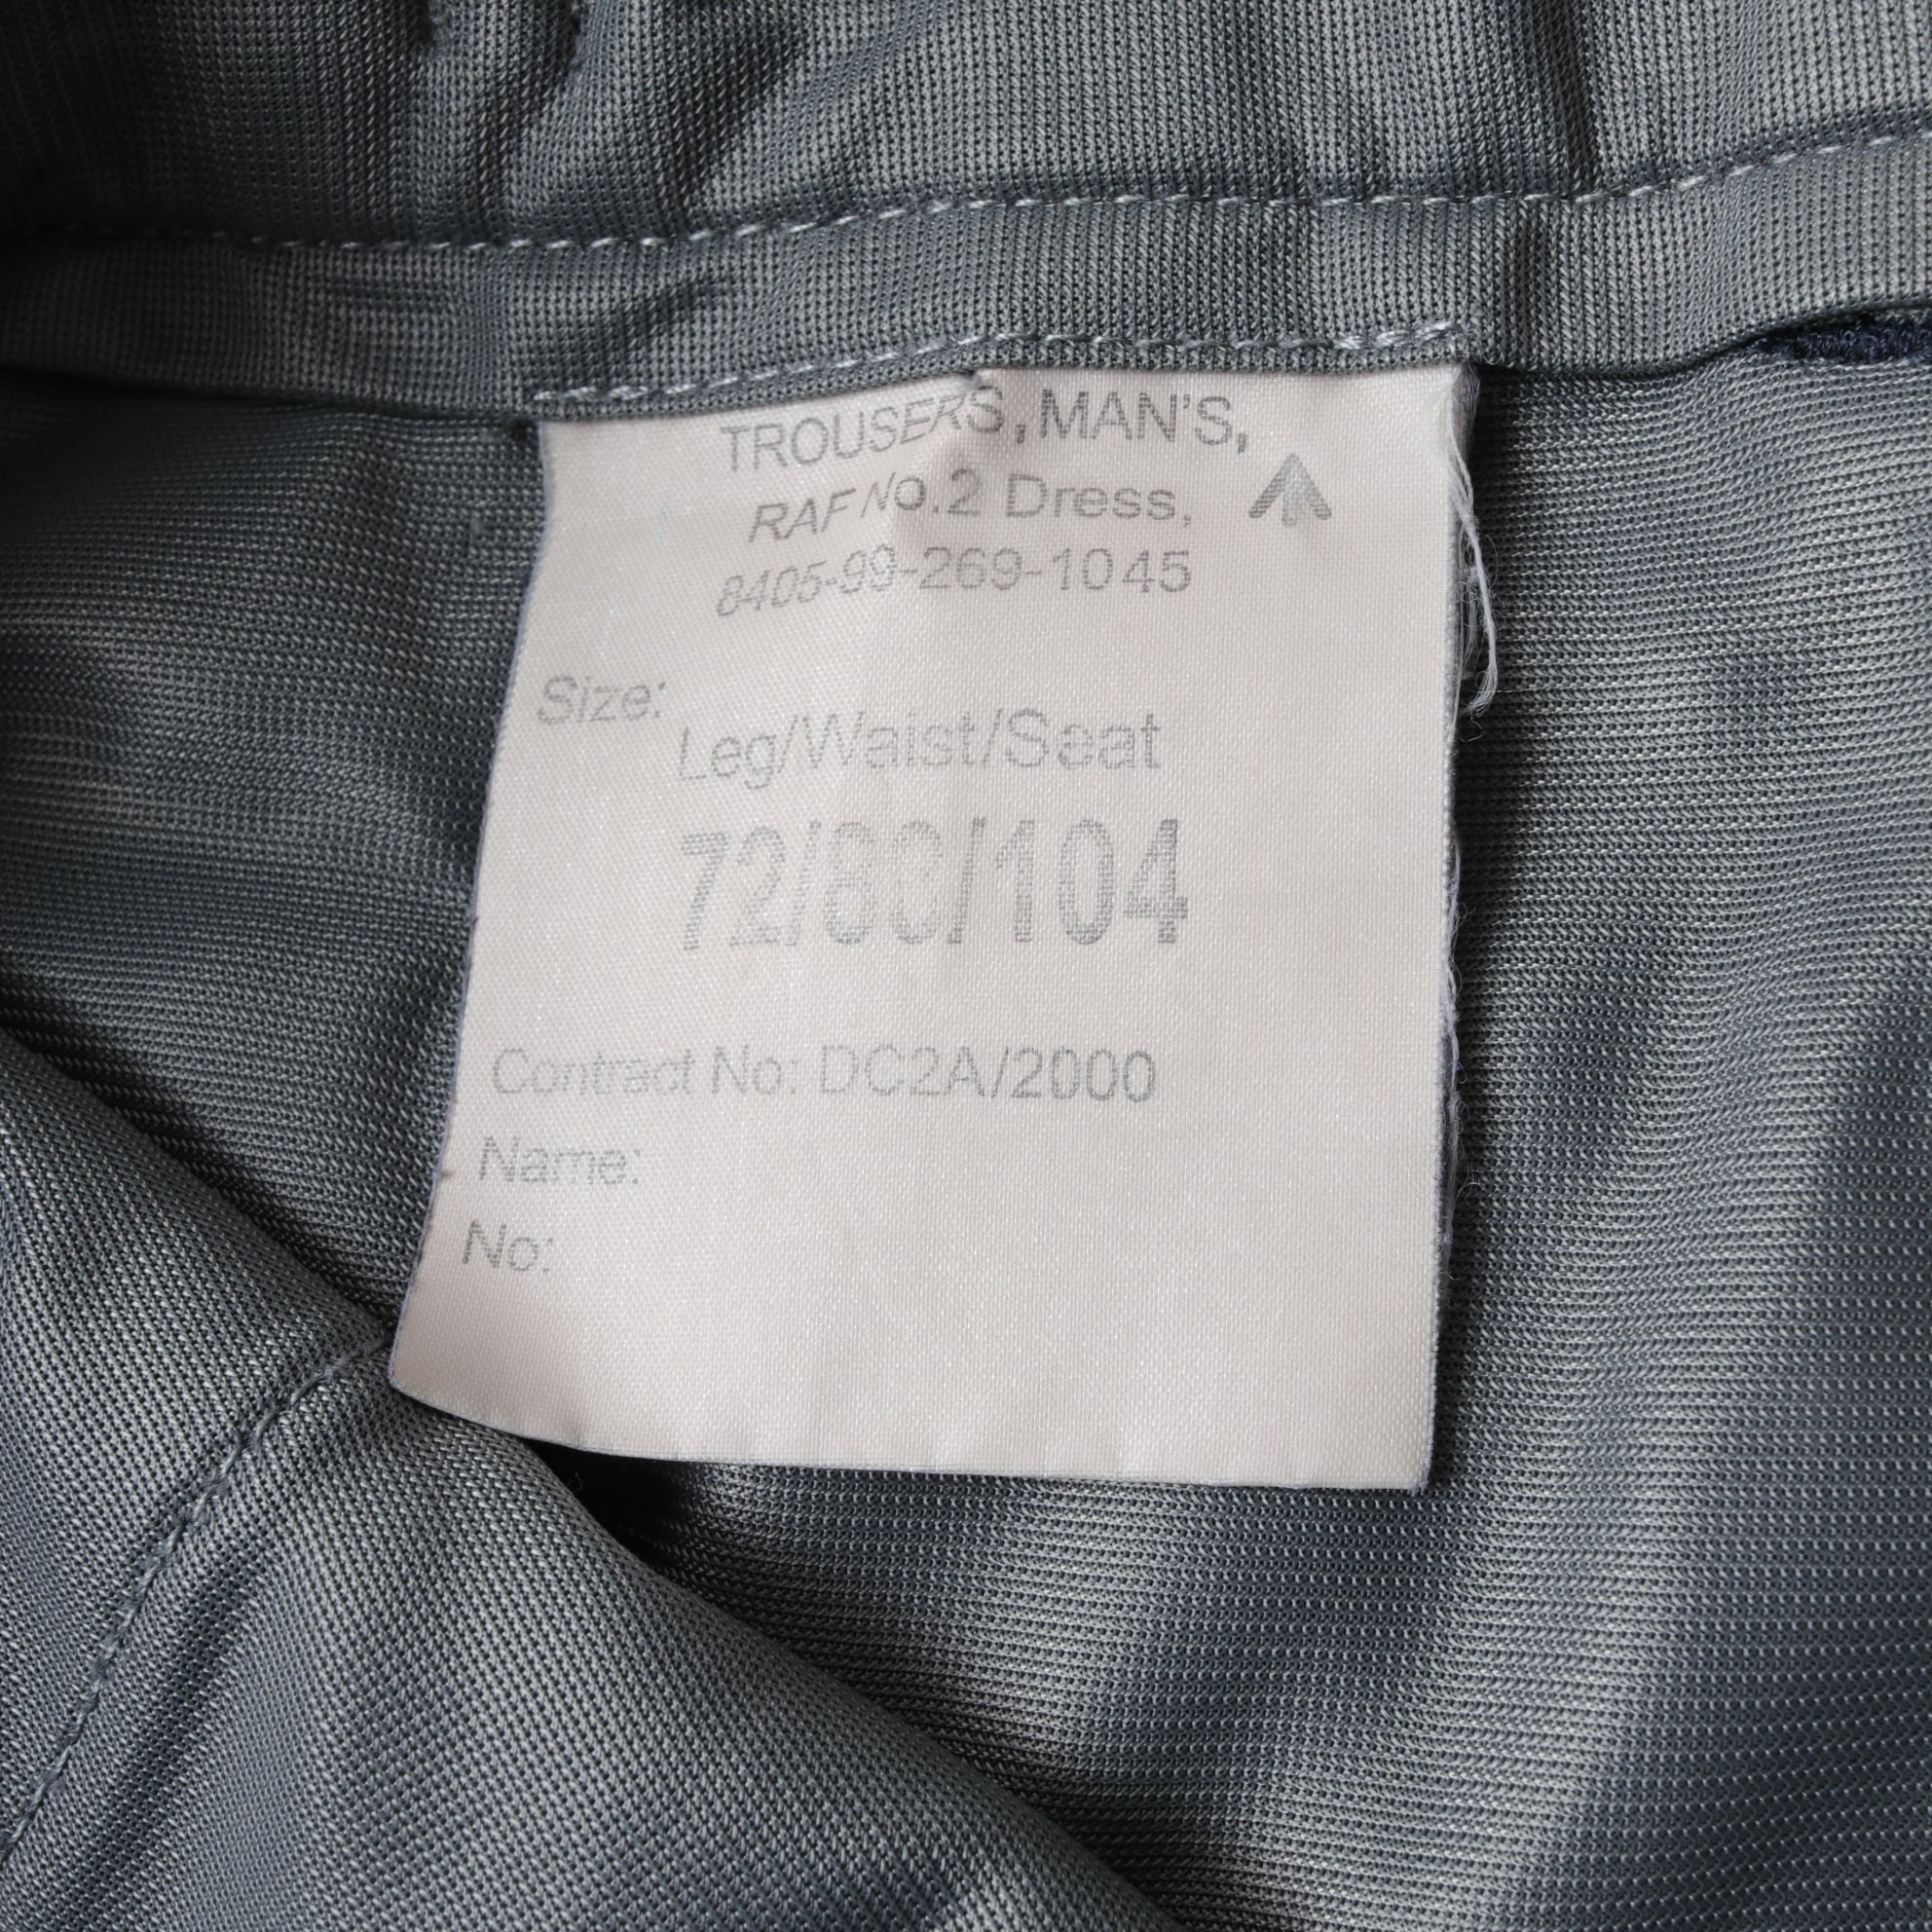 TROUSERS, MAN'S,
RAF No.2 Dress,
8405-99-269-1045
Size:
Leg/Waist/Seat
72/88/104
Contract No: DC2A/2000
Name:
No: